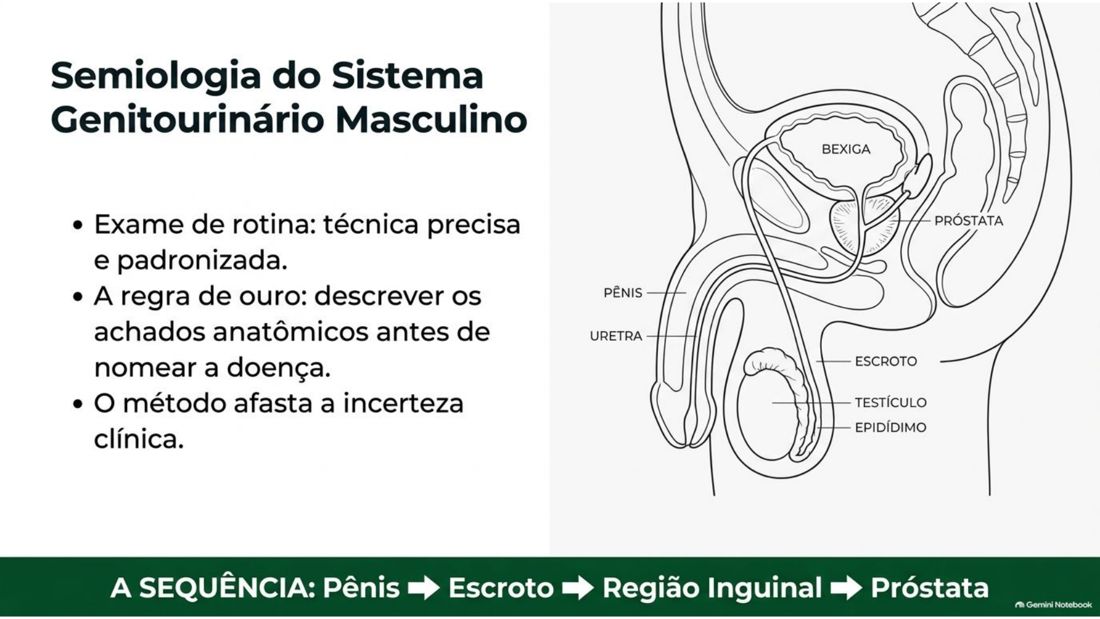 Semiologia do Sistema
Genitourinário Masculino
• Exame de rotina: técnica precisa
e padronizada.
• A regra de ouro: descrever os
achados anatômicos antes de
nomear a doença.
• O método afasta a incerteza
clínica.
BEXIGA
PRÓSTATA
PÊNIS
URETRA
ESCROTO
TESTÍCULO
EPIDÍDIMO
A SEQUÊNCIA: Pênis ➡ Escroto ➡ Região Inguinal ➡ Próstata
Gemini Notebook